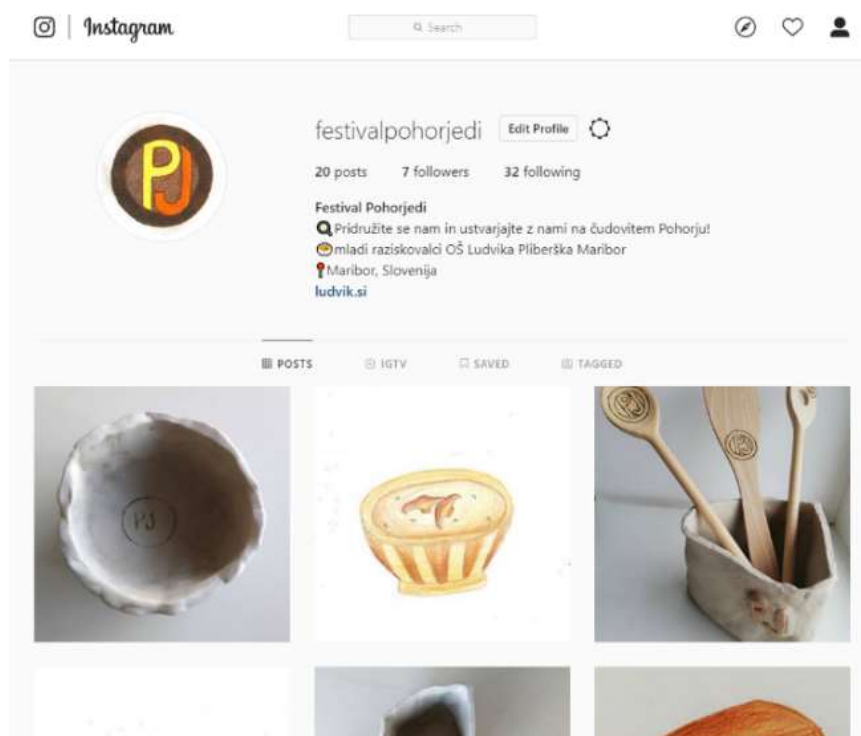 Instagram
Search
PJ
festivalpohorjedi Edit Profile
20 posts 7 followers 32 following
Festival Pohorjedi
Pridružite se nam in ustvarjajte z nami na čudovitem Pohorju!
mladi raziskovalci OŠ Ludvika Pliberška Maribor
Maribor, Slovenija
ludvik.si
POSTS IGTV SAVED TAGGED
PJ
PJ
PJ